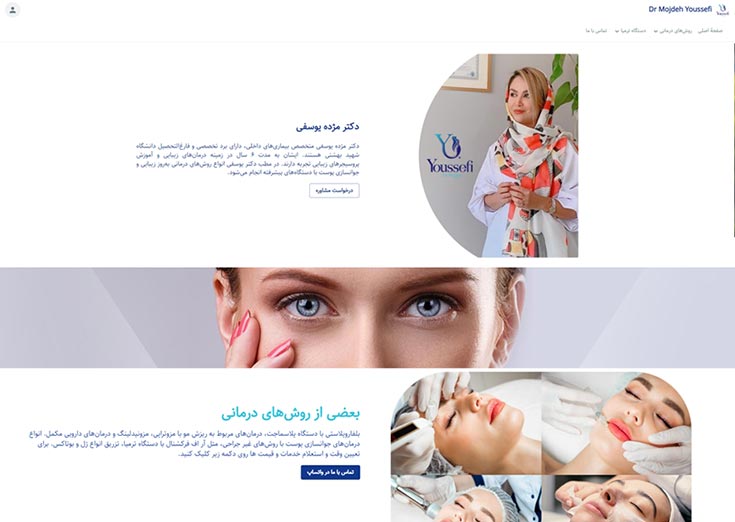 Dr Mojdeh Youssefi
صفحهٔ اصلی
روش‌های درمانی
دستگاه ترمیا
تماس با ما
Youssefi
دکتر مژده یوسفی
دکتر مژده یوسفی متخصص بیماری‌های داخلی، دارای برد تخصصی و فارغ‌التحصیل دانشگاه
شهید بهشتی هستند. ایشان به مدت ۶ سال در زمینه درمان‌های زیبایی و آموزش
پروسیجرهای زیبایی تجربه دارند. در مطب دکتر یوسفی انواع روش‌های درمانی به‌روز زیبایی و
جوانسازی پوست با دستگاه‌های پیشرفته انجام می‌شود.
درخواست مشاوره
بعضی از روش‌های درمانی
بلفاروپلاستی با دستگاه پلاسماجت، درمان‌های مربوط به ریزش مو با مزوتراپی، مزونیدلینگ و درمان‌های دارویی مکمل، انواع
درمان‌های جوانسازی پوست با روش‌های غیر جراحی، مثل آر اف فرکشنال با دستگاه ترمیا، تزریق انواع ژل و بوتاکس. برای
تعیین وقت و استعلام خدمات و قیمت ها روی دکمه زیر کلیک کنید.
تماس با ما در واتساپ